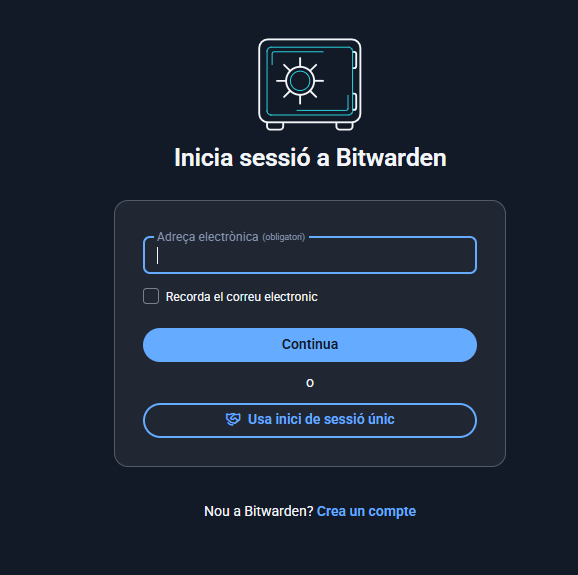 Inicia sessió a Bitwarden
Adreça electrònica (obligatori)
Recorda el correu electronic
Continua
o
Usa inici de sessió únic
Nou a Bitwarden? Crea un compte